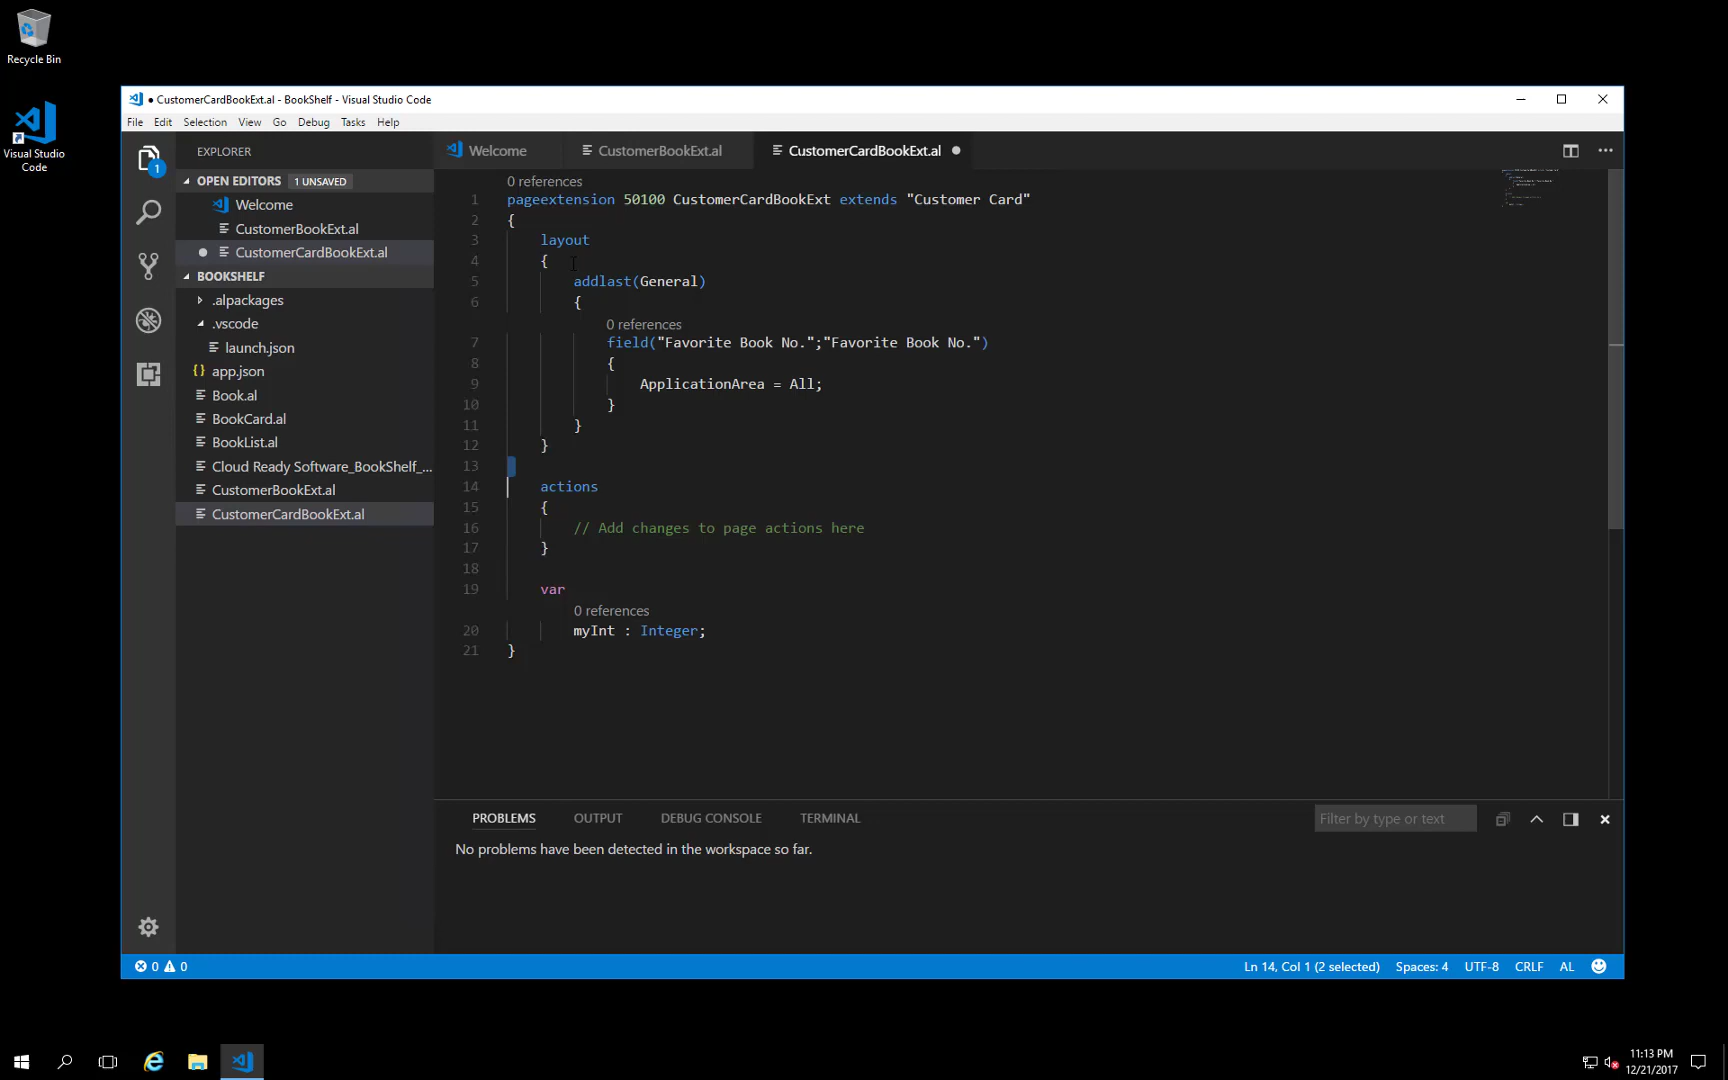 Recycle Bin
Visual Studio
Code
• CustomerCardBookExt.al - BookShelf - Visual Studio Code
File Edit Selection View Go Debug Tasks Help
1
EXPLORER
OPEN EDITORS 1 UNSAVED
Welcome
CustomerBookExt.al
CustomerCardBookExt.al
BOOKSHELF
.alpackages
.vscode
launch.json
{} app.json
Book.al
BookCard.al
BookList.al
Cloud Ready Software_BookShelf_...
CustomerBookExt.al
CustomerCardBookExt.al
Welcome CustomerBookExt.al CustomerCardBookExt.al ● ...
0 references
1 pageextension 50100 CustomerCardBookExt extends "Customer Card"
2 {
3 layout
4 {
5 addlast(General)
6 {
0 references
7 field("Favorite Book No.";"Favorite Book No.")
8 {
9 ApplicationArea = All;
10 }
11 }
12 }
13
14 actions
15 {
16 // Add changes to page actions here
17 }
18
19 var
0 references
20 myInt : Integer;
21 }
PROBLEMS OUTPUT DEBUG CONSOLE TERMINAL Filter by type or text
No problems have been detected in the workspace so far.
0 0 Ln 14, Col 1 (2 selected) Spaces: 4 UTF-8 CRLF AL
11:13 PM
12/21/2017